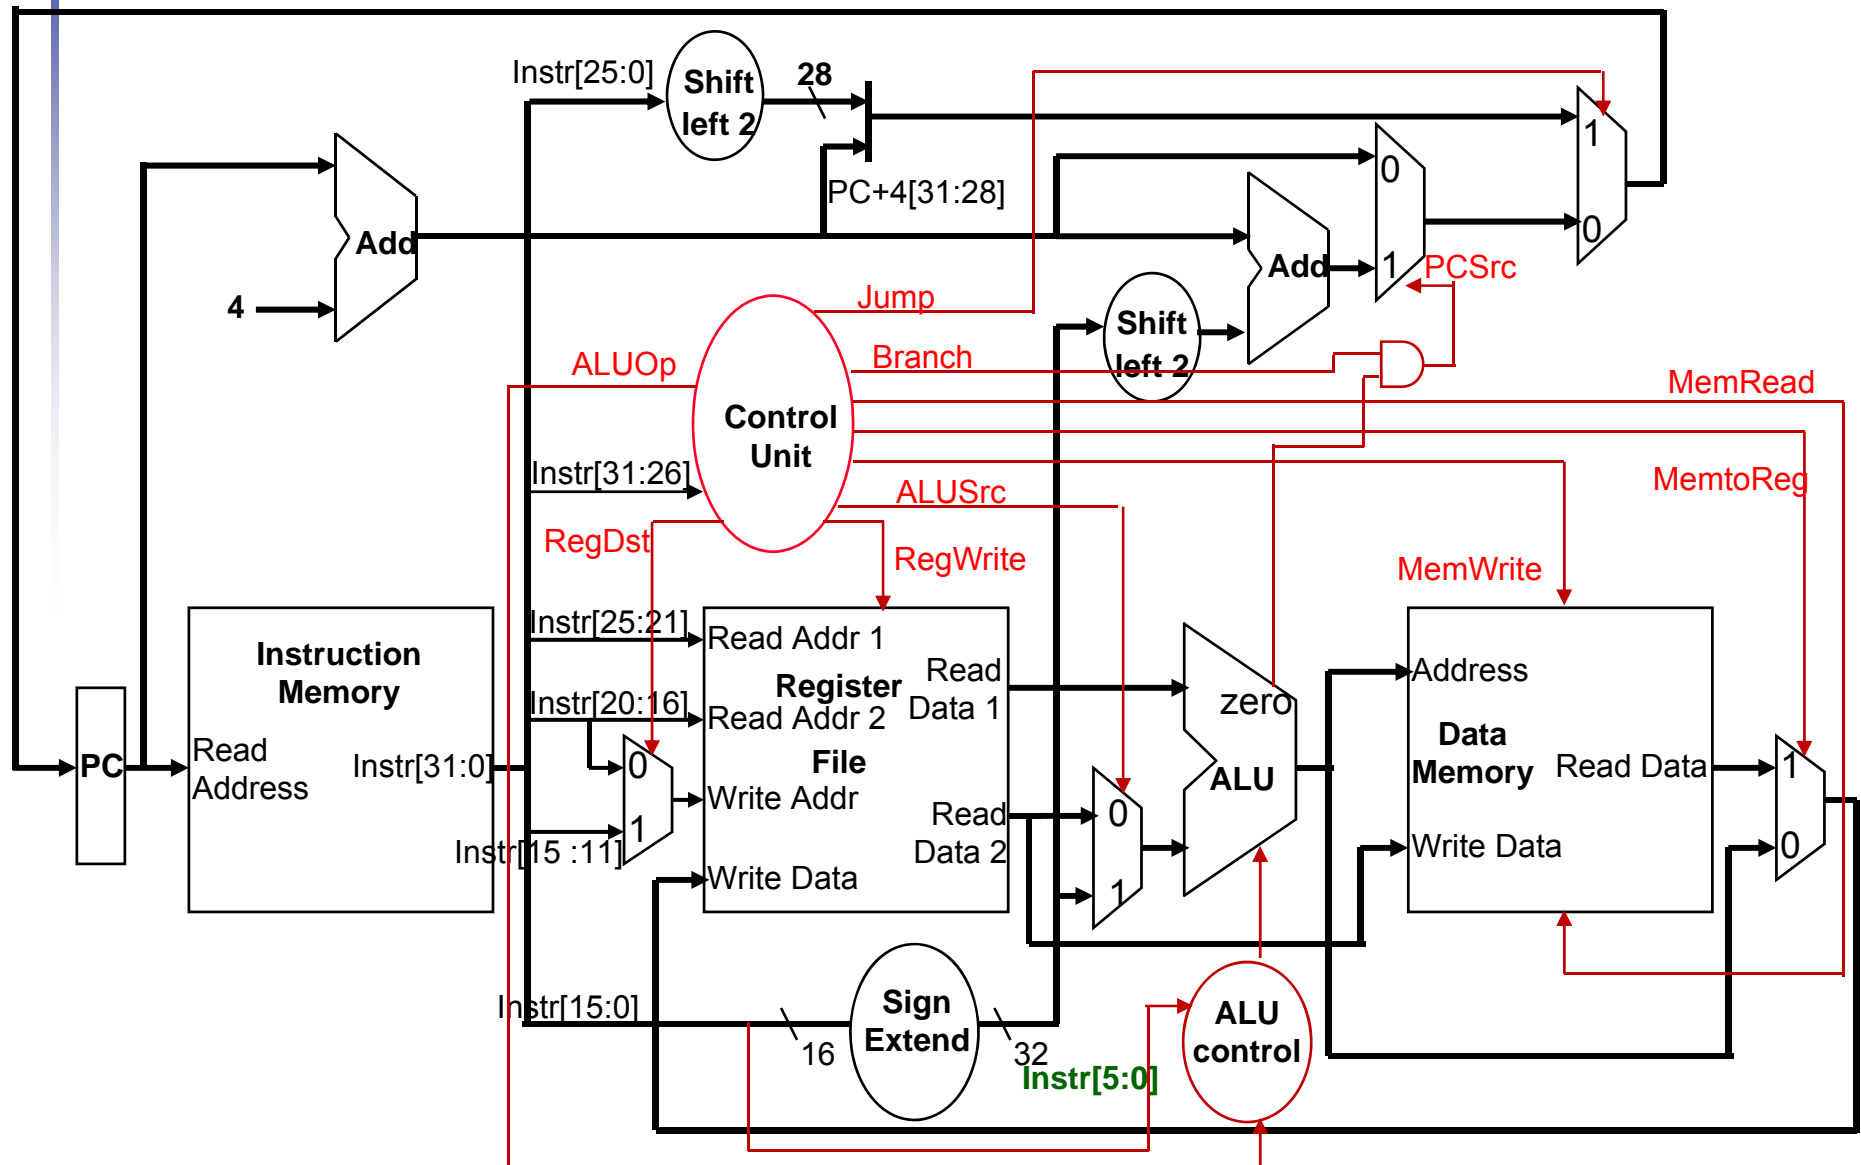 Instr[25:0]
Shift
left 2
28
1
0
PC+4[31:28]
Add
0
1
Add
PCSrc
4
Jump
Shift
left 2
Branch
ALUOp
MemRead
Control
Unit
Instr[31:26]
ALUSrc
MemtoReg
RegDst
RegWrite
MemWrite
Instr[25:21]
Read Addr 1
Instruction
Memory
Read
Data 1
Register
Address
Instr[20:16]
Read Addr 2
zero
Data
Memory
PC
Read
Address
Instr[31:0]
0
File
ALU
Read Data
1
Write Addr
Read
Data 2
0
1
Instr[15 :11]
Write Data
0
Write Data
1
Sign
Extend
ALU
control
Instr[15:0]
16
32
Instr[5:0]